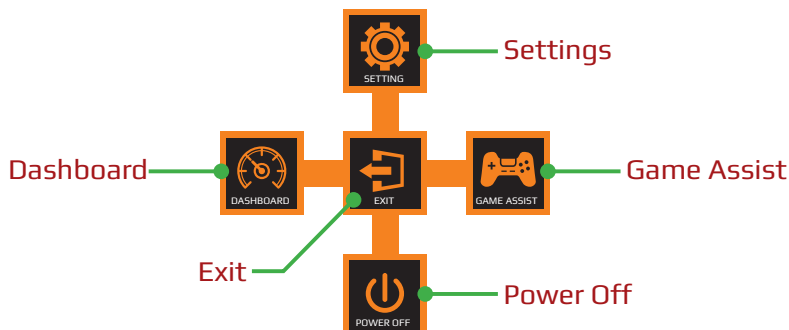 Settings
SETTING
Dashboard
DASHBOARD
EXIT
GAME ASSIST
Game Assist
Exit
Power Off
POWER OFF